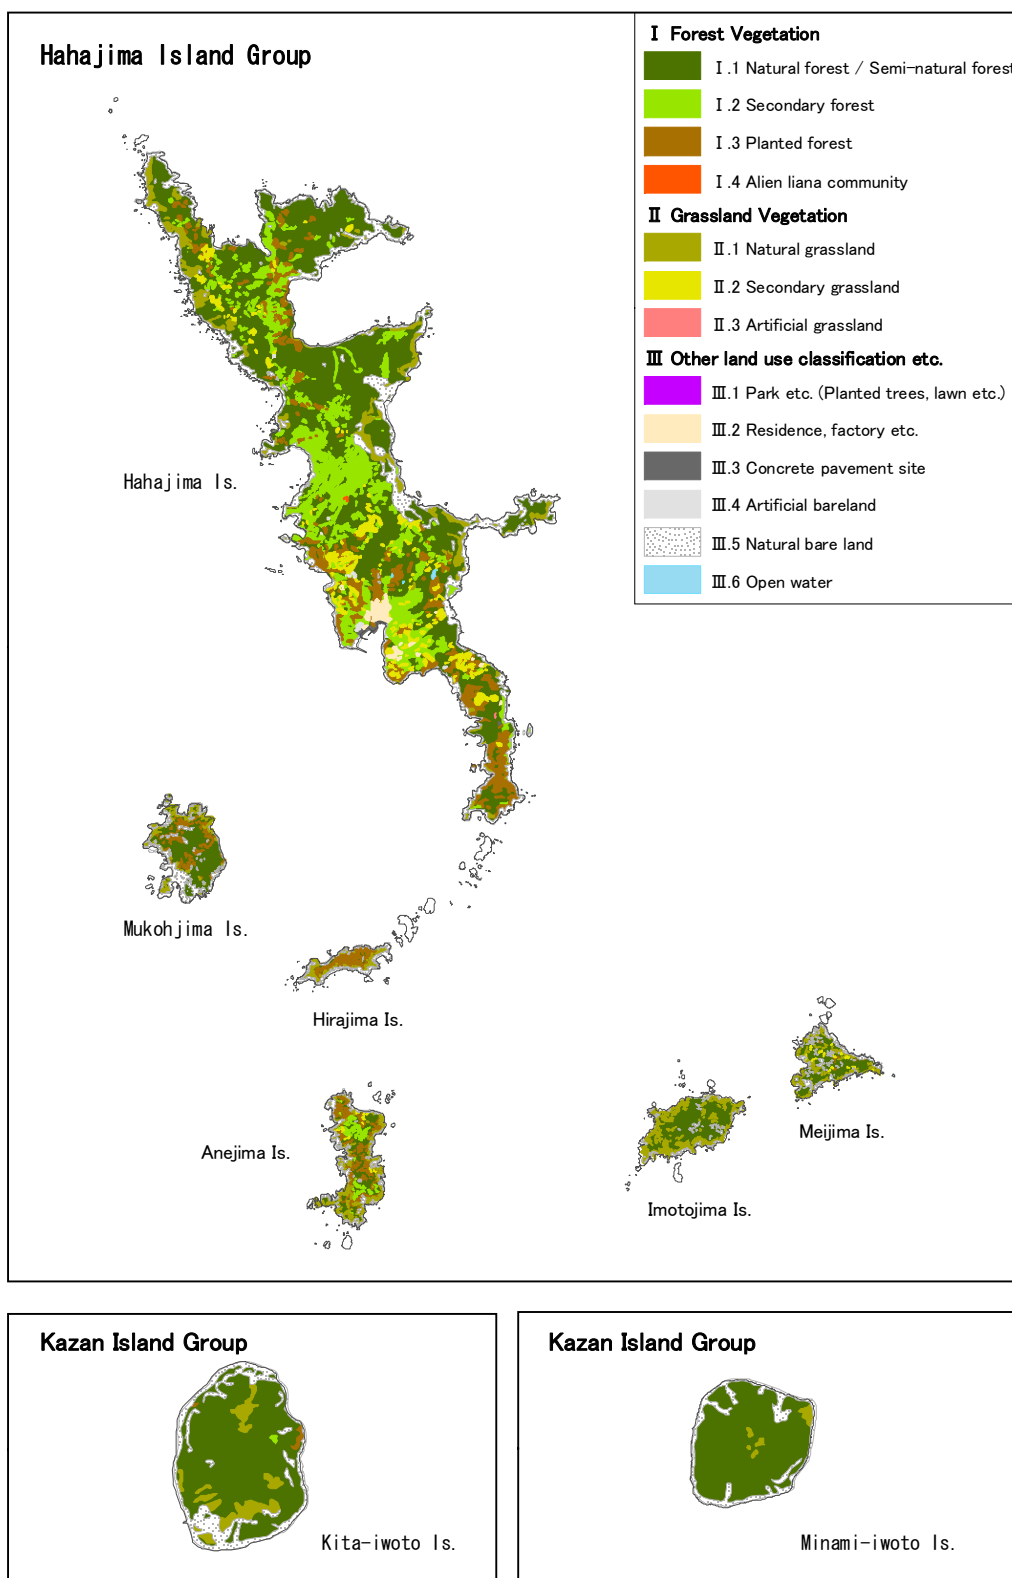 Hahajima Island Group
Ⅰ Forest Vegetation
Ⅰ.1 Natural forest / Semi-natural forest
Ⅰ.2 Secondary forest
Ⅰ.3 Planted forest
Ⅰ.4 Alien liana community
Ⅱ Grassland Vegetation
Ⅱ.1 Natural grassland
Ⅱ.2 Secondary grassland
Ⅱ.3 Artificial grassland
Ⅲ Other land use classification etc.
Ⅲ.1 Park etc. (Planted trees, lawn etc.)
Ⅲ.2 Residence, factory etc.
Ⅲ.3 Concrete pavement site
Ⅲ.4 Artificial bareland
Ⅲ.5 Natural bare land
Ⅲ.6 Open water
Hahajima Is.
Mukohjima Is.
Hirajima Is.
Anejima Is.
Meijima Is.
Imotojima Is.
Kazan Island Group
Kita-iwoto Is.
Kazan Island Group
Minami-iwoto Is.